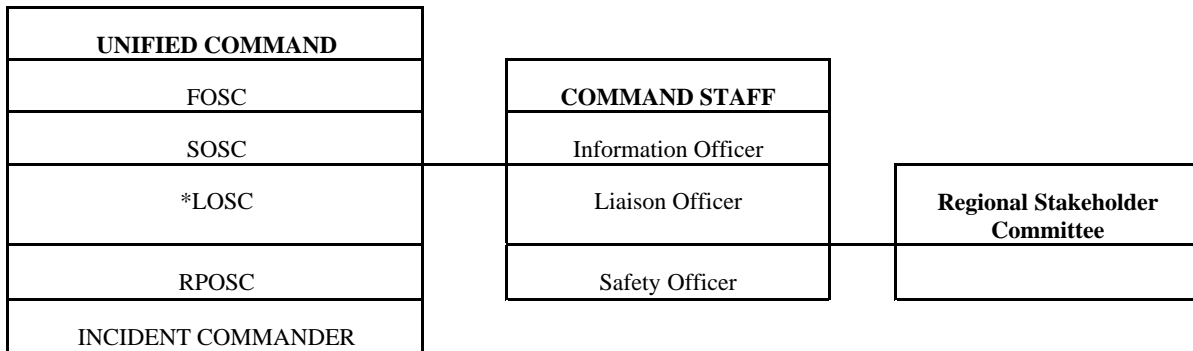 UNIFIED COMMAND
FOSC
SOSC
*LOSC
RPOSC
INCIDENT COMMANDER
COMMAND STAFF
Information Officer
Liaison Officer
Safety Officer
Regional Stakeholder
Committee